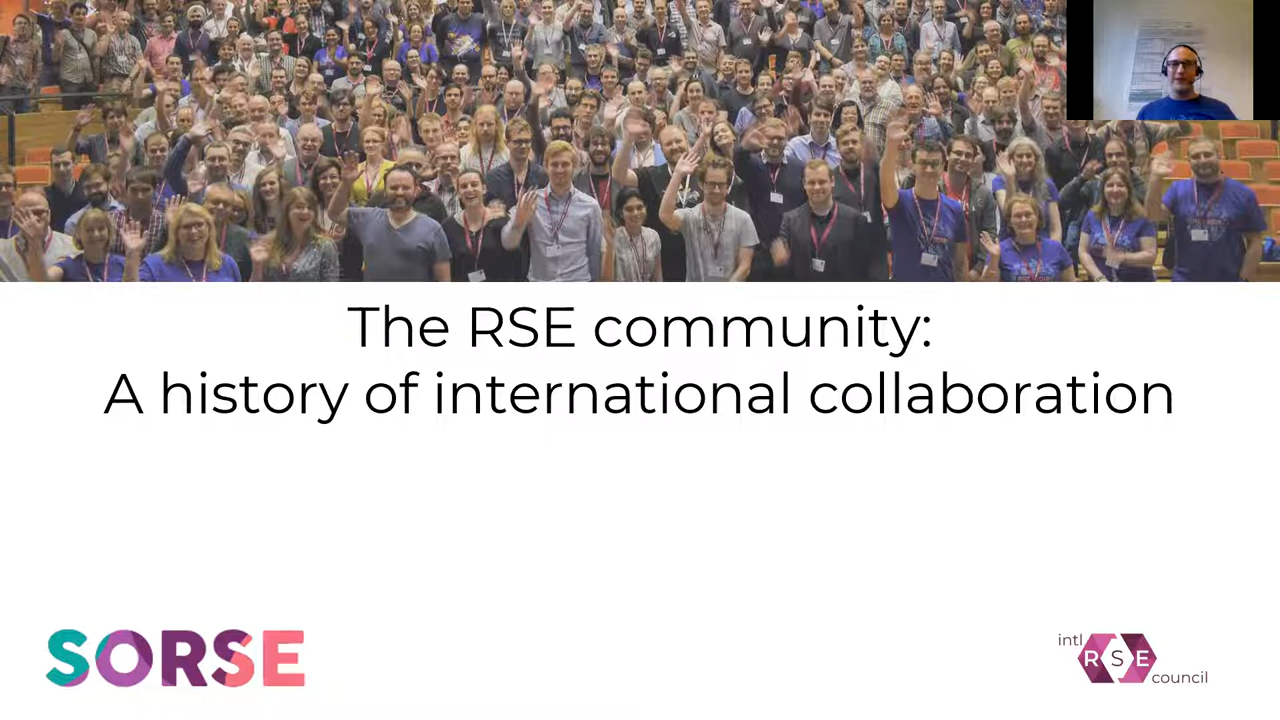 The RSE community:
A history of international collaboration
SORSE
intl
RSE
council